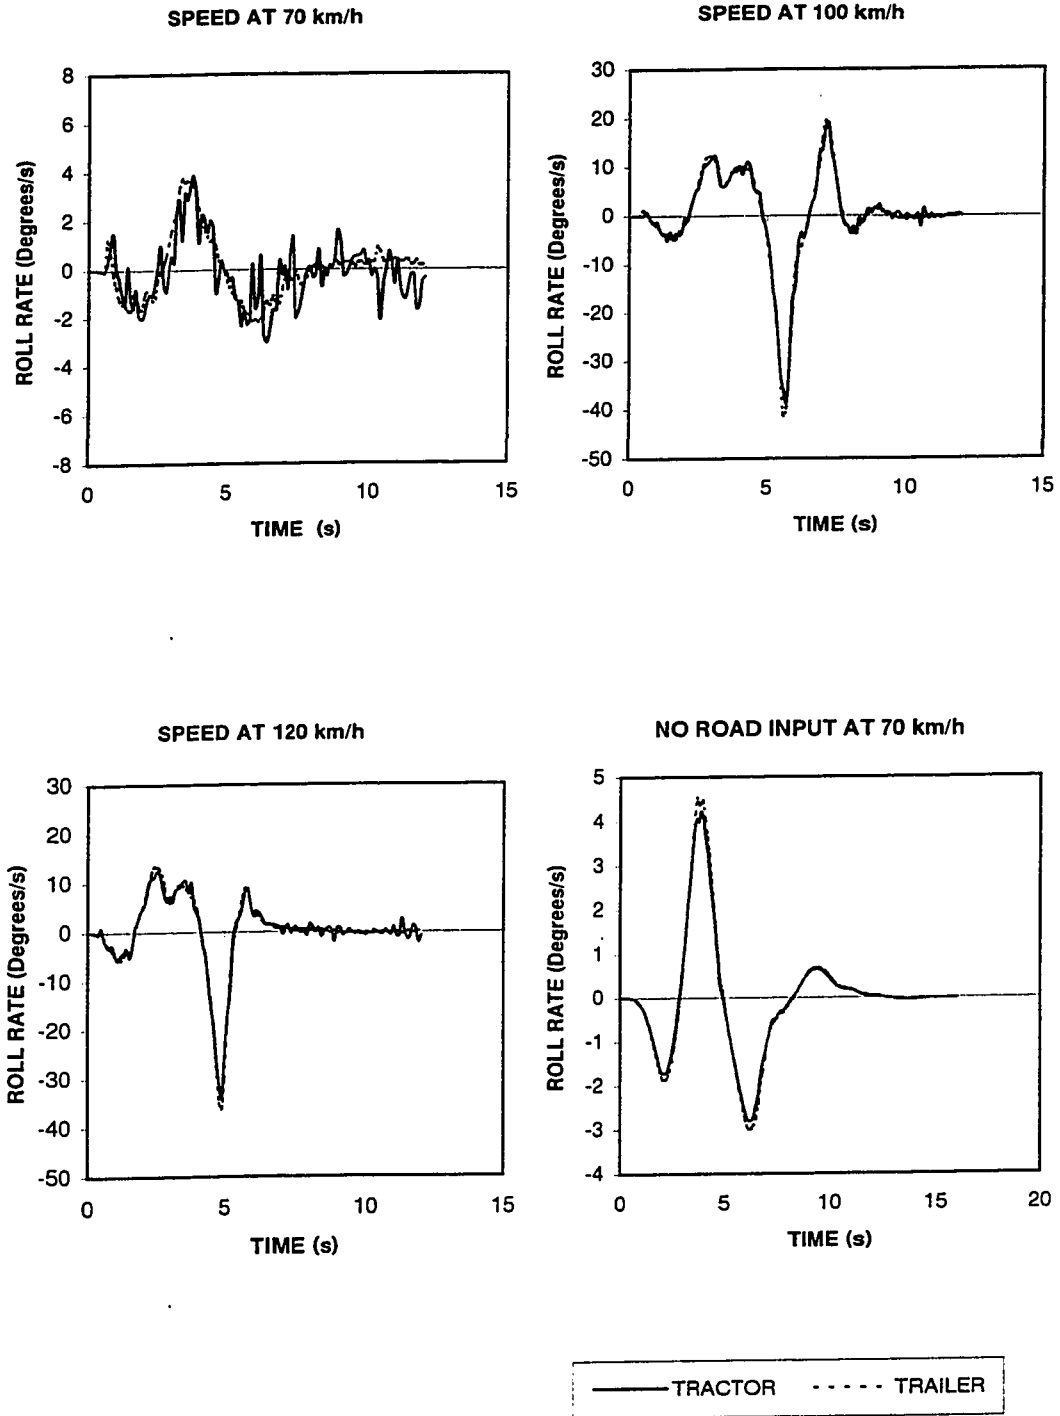 SPEED AT 70 km/h
8
6
4
2
0
-2
-4
-6
-8
0 5 10 15
ROLL RATE (Degrees/s)
TIME (s)
SPEED AT 100 km/h
30
20
10
0
-10
-20
-30
-40
-50
0 5 10 15
ROLL RATE (Degrees/s)
TIME (s)
SPEED AT 120 km/h
30
20
10
0
-10
-20
-30
-40
-50
0 5 10 15
ROLL RATE (Degrees/s)
TIME (s)
NO ROAD INPUT AT 70 km/h
5
4
3
2
1
0
-1
-2
-3
-4
0 5 10 15 20
ROLL RATE (Degrees/s)
TIME (s)
TRACTOR TRAILER